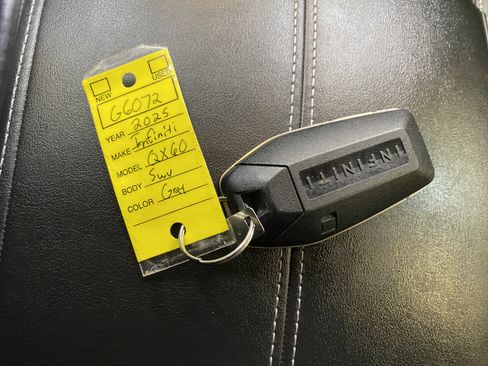 NEW USED
G6072
YEAR 2025
MAKE Infiniti
MODEL QX60
BODY Suv
COLOR Gray
INFINITI